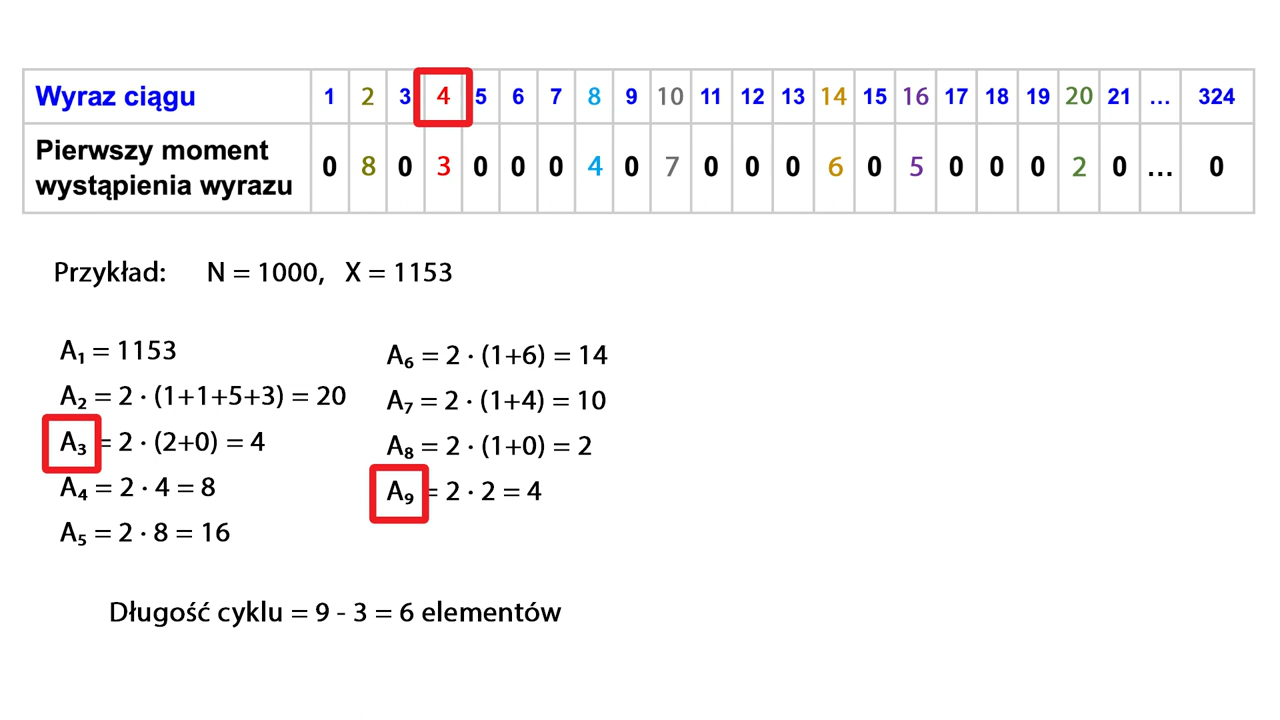 Wyraz ciągu 1 2 3 4 5 6 7 8 9 10 11 12 13 14 15 16 17 18 19 20 21 ... 324
Pierwszy moment
wystąpienia wyrazu 0 8 0 3 0 0 0 4 0 7 0 0 0 6 0 5 0 0 0 2 0 ... 0
Przykład: N = 1000, X = 1153
A₁ = 1153
A₂ = 2 · (1+1+5+3) = 20
A₃ = 2 · (2+0) = 4
A₄ = 2 · 4 = 8
A₅ = 2 · 8 = 16
A₆ = 2 · (1+6) = 14
A₇ = 2 · (1+4) = 10
A₈ = 2 · (1+0) = 2
A₉ = 2 · 2 = 4
Długość cyklu = 9 - 3 = 6 elementów